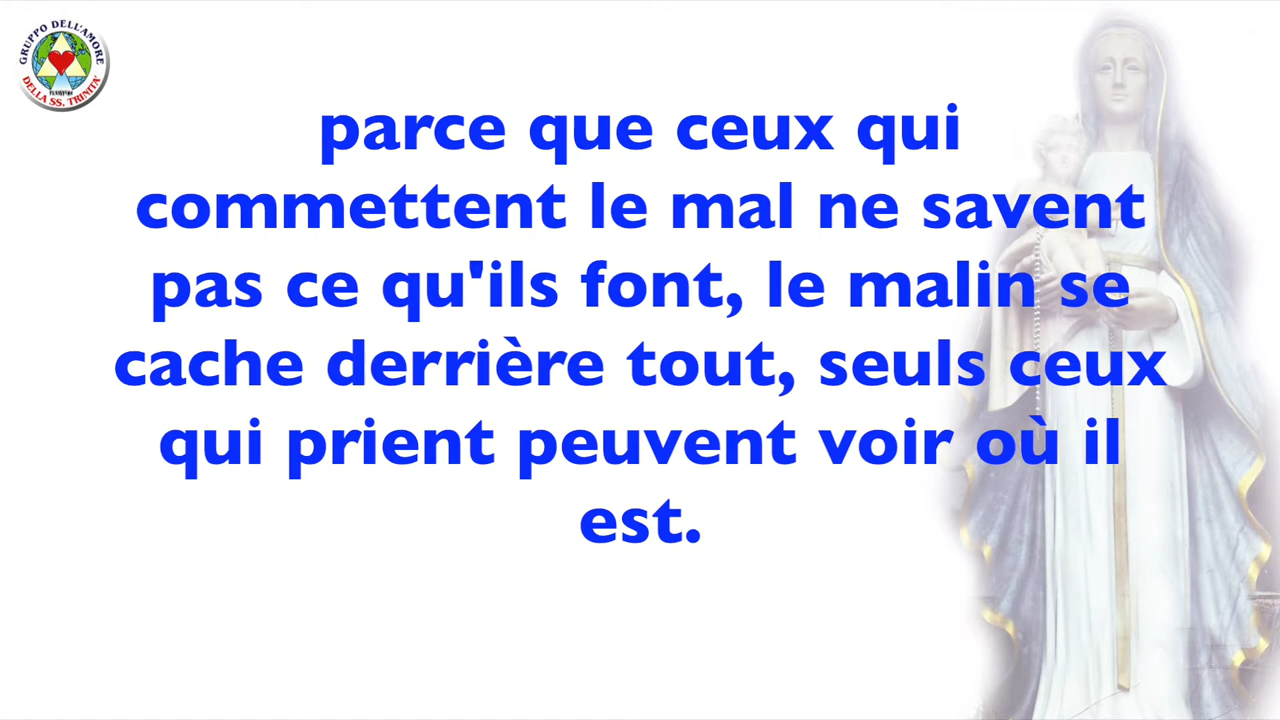 GRUPPO DELL'AMORE
DELLA SS. TRINITA'
parce que ceux qui
commettent le mal ne savent
pas ce qu'ils font, le malin se
cache derrière tout, seuls ceux
qui prient peuvent voir où il
est.